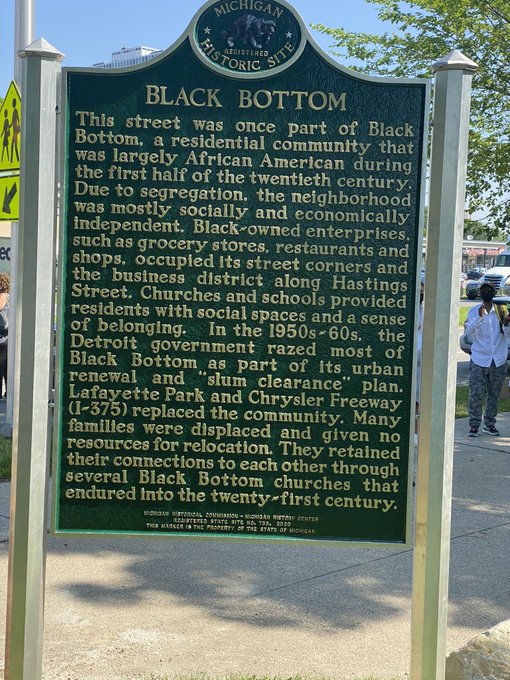 MICHIGAN
REGISTERED
HISTORIC SITE
BLACK BOTTOM
This street was once part of Black
Bottom, a residential community that
was largely African American during
the first half of the twentieth century.
Due to segregation, the neighborhood
was mostly socially and economically
independent. Black-owned enterprises,
such as grocery stores, restaurants and
shops, occupied its street corners and
the business district along Hastings
Street. Churches and schools provided
residents with social spaces and a sense
of belonging. In the 1950s-60s, the
Detroit government razed most of
Black Bottom as part of its urban
renewal and "slum clearance" plan.
Lafayette Park and Chrysler Freeway
(I-375) replaced the community. Many
families were displaced and given no
resources for relocation. They retained
their connections to each other through
several Black Bottom churches that
endured into the twenty-first century.
MICHIGAN HISTORICAL COMMISSION - MICHIGAN HISTORY CENTER
REGISTERED STATE SITE NO. 798, 2020
THIS MARKER IS THE PROPERTY OF THE STATE OF MICHIGAN